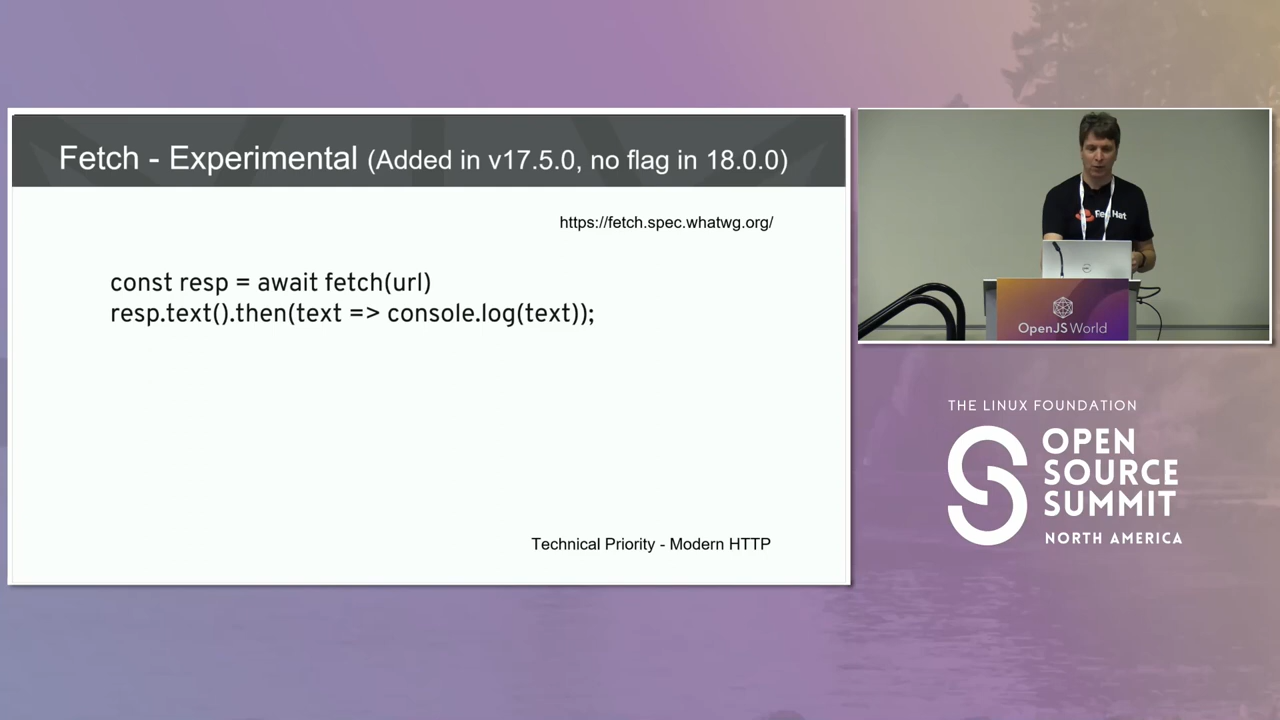 Fetch - Experimental (Added in v17.5.0, no flag in 18.0.0)
https://fetch.spec.whatwg.org/
const resp = await fetch(url)
resp.text().then(text => console.log(text));
Technical Priority - Modern HTTP
Red Hat
OpenJS World
THE LINUX FOUNDATION
OPEN
SOURCE
SUMMIT
NORTH AMERICA